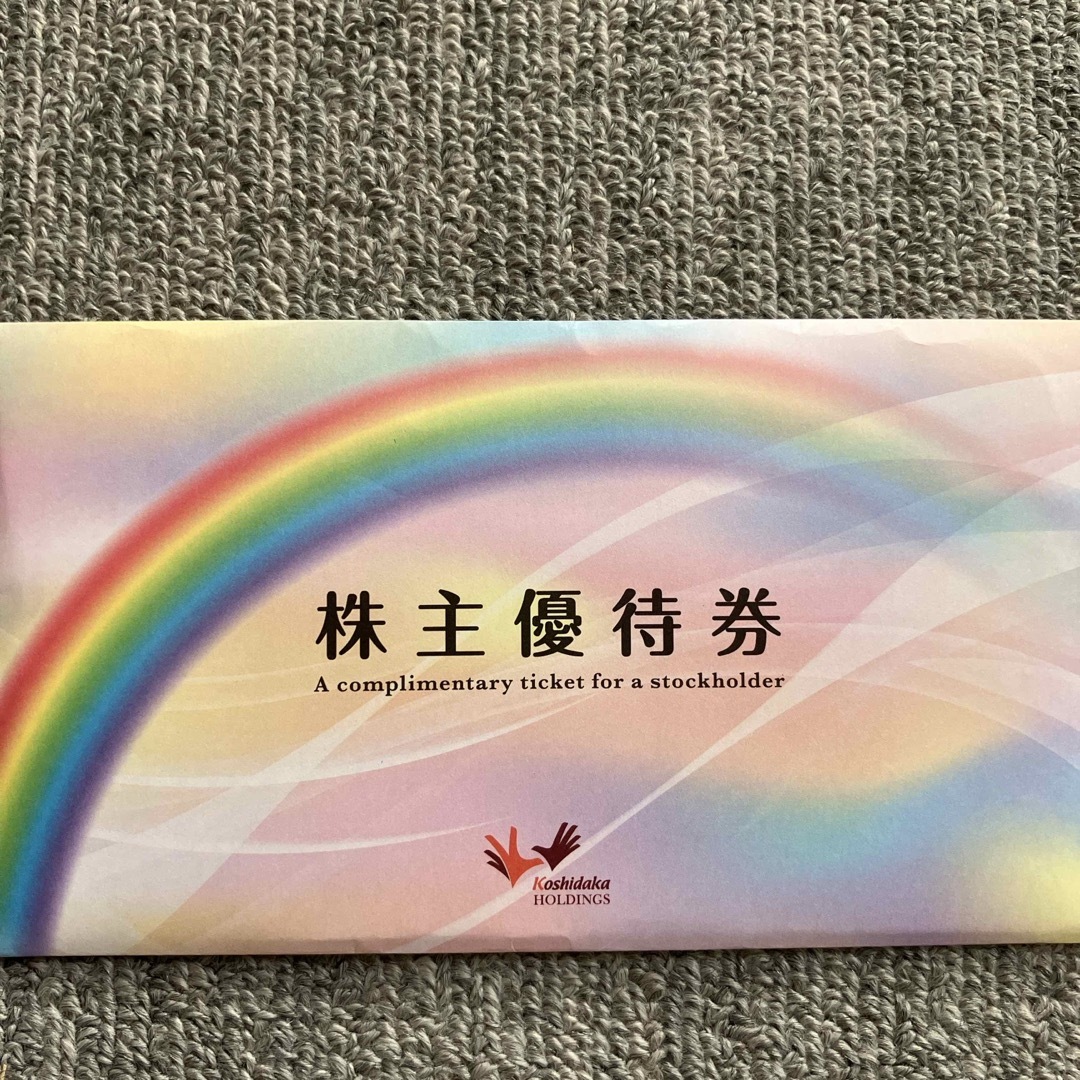 株主優待券
A complimentary ticket for a stockholder
Koshidaka
HOLDINGS